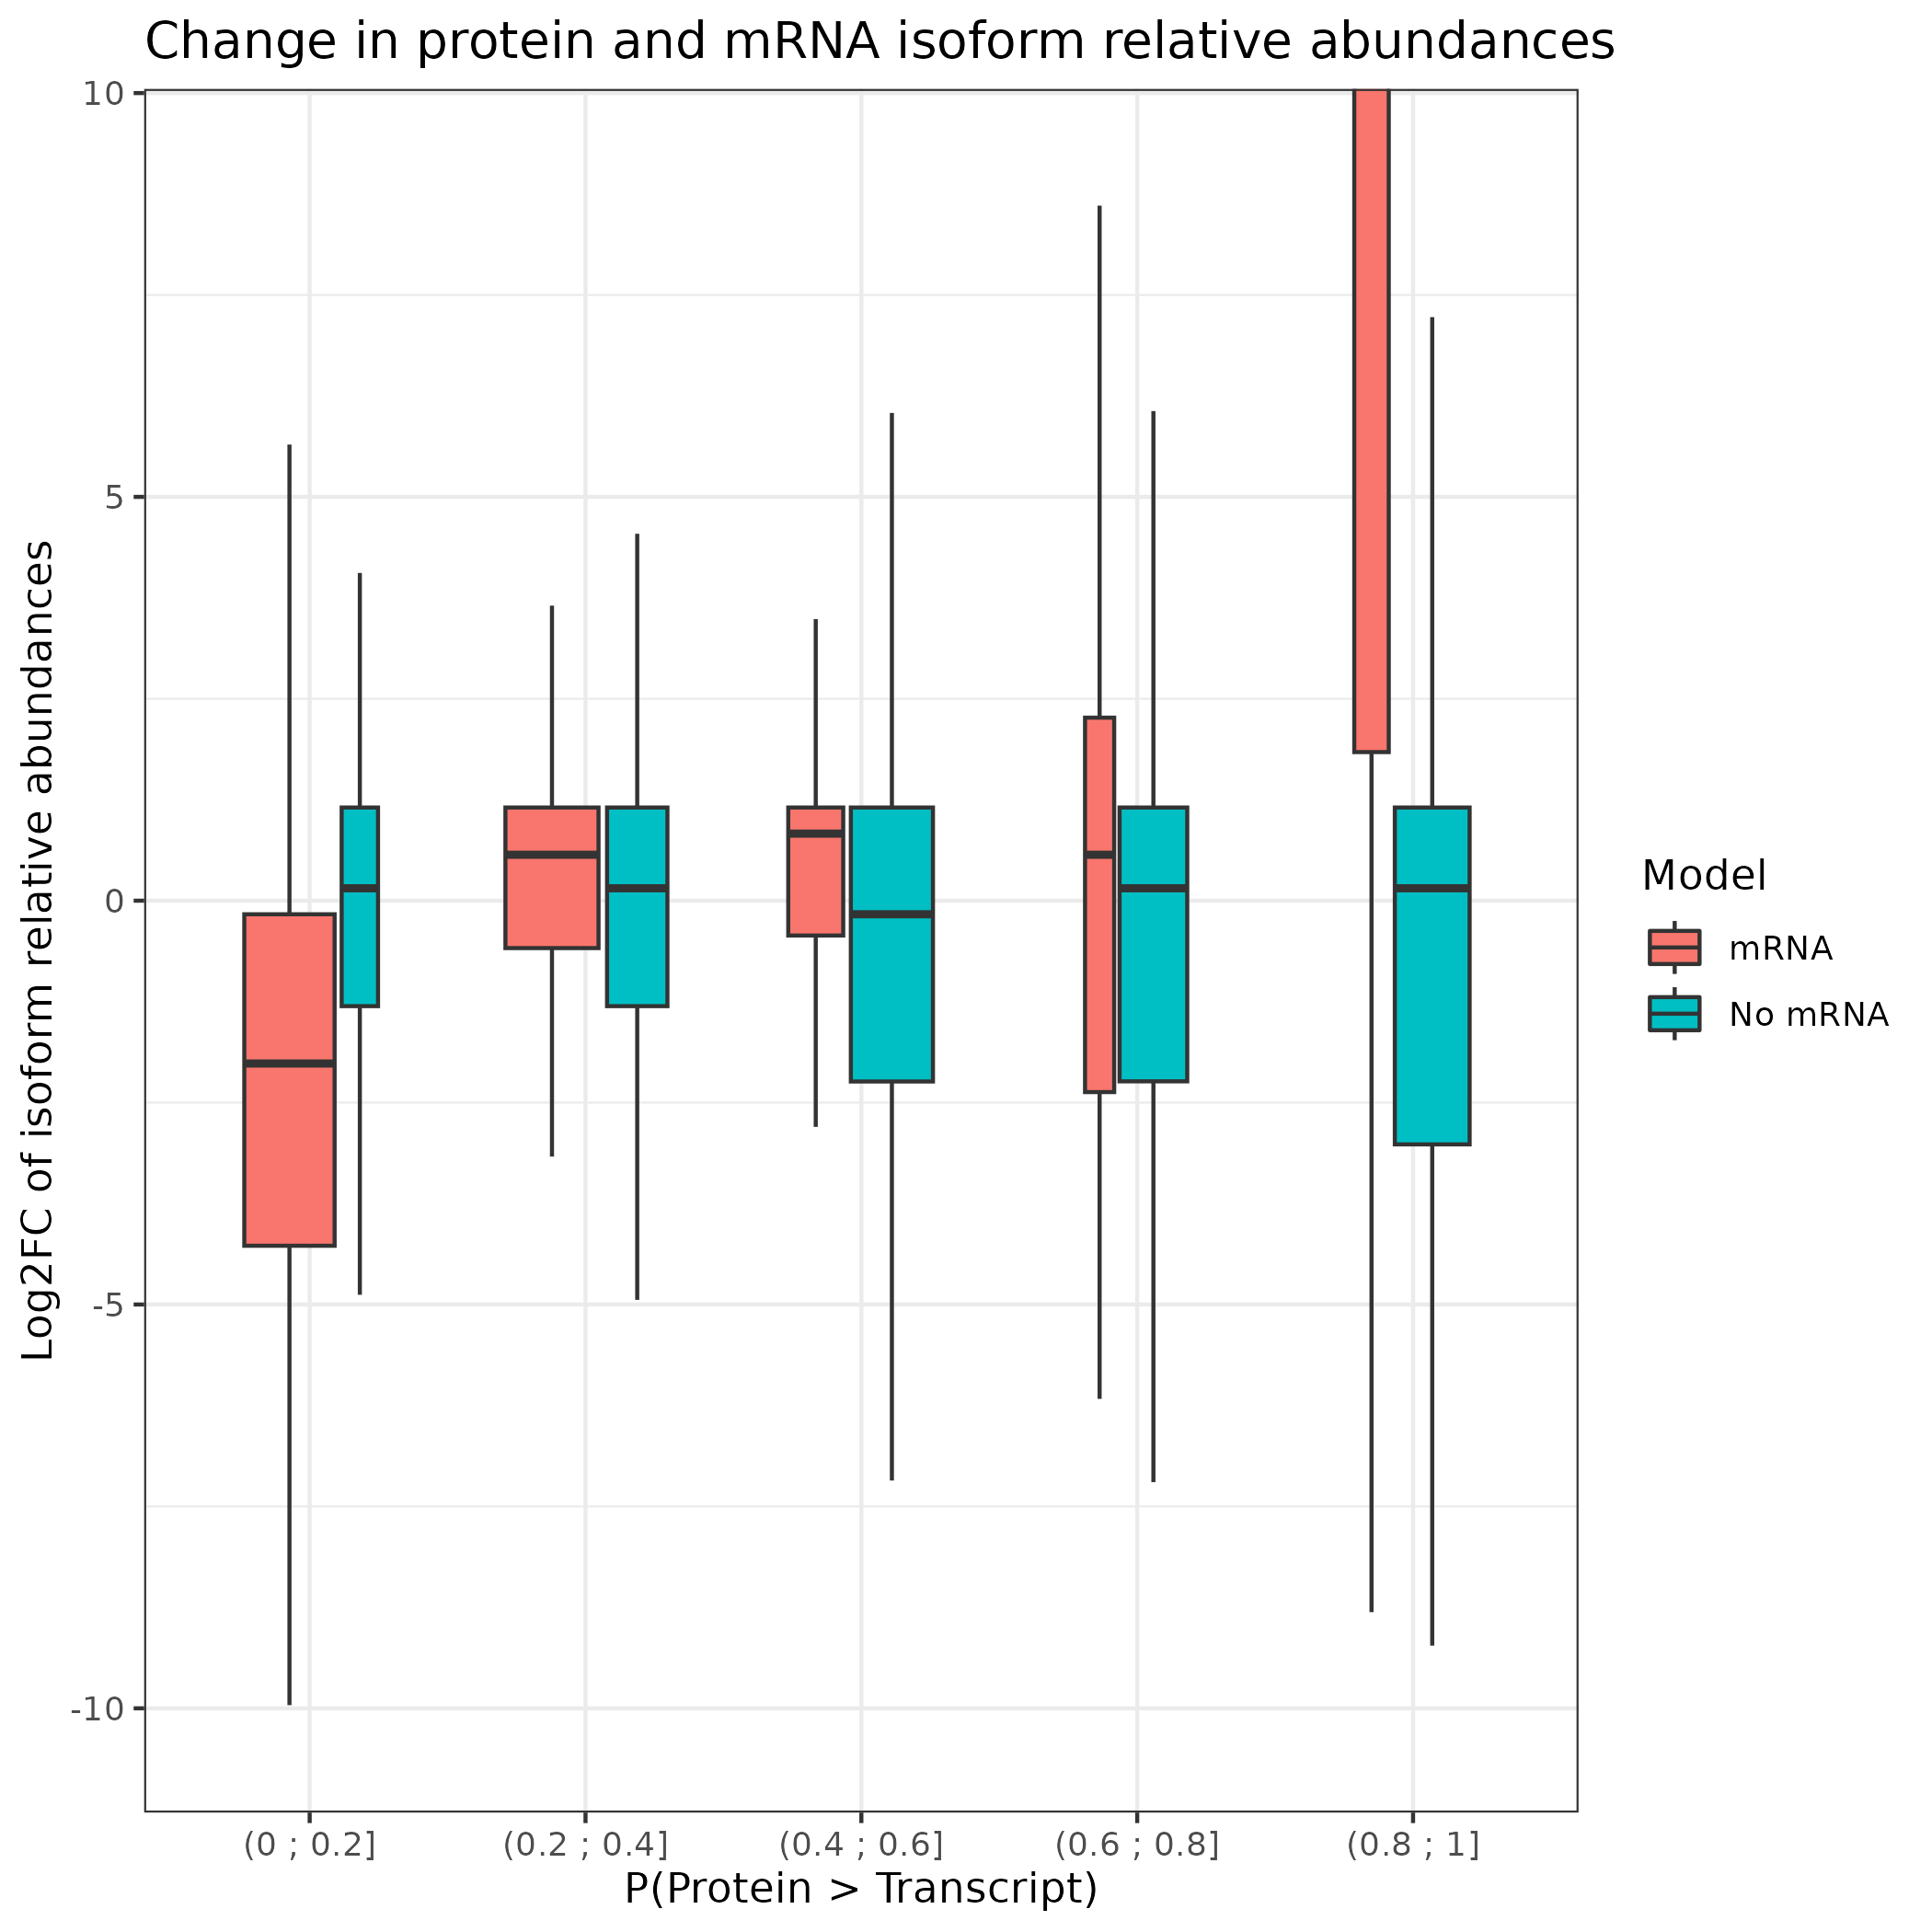 Change in protein and mRNA isoform relative abundances
Log2FC of isoform relative abundances
10
5
0
-5
-10
(0 ; 0.2]
(0.2 ; 0.4]
(0.4 ; 0.6]
(0.6 ; 0.8]
(0.8 ; 1]
P(Protein > Transcript)
Model
mRNA
No mRNA